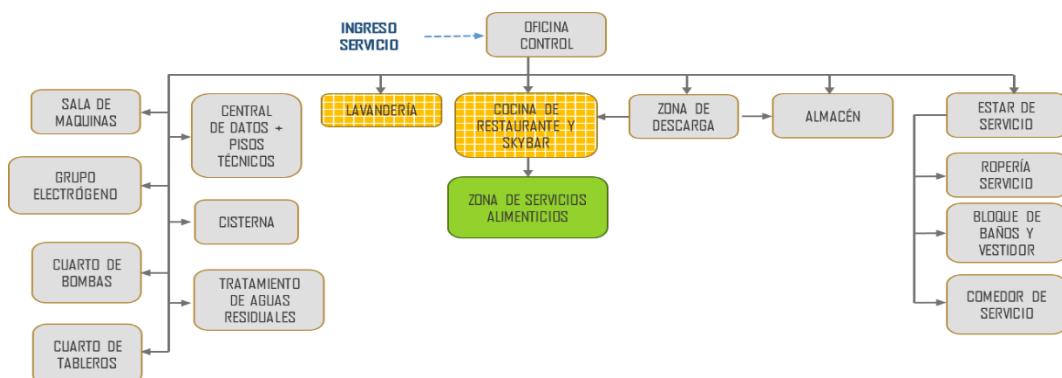 INGRESO
SERVICIO
OFICINA
CONTROL
SALA DE
MAQUINAS
CENTRAL
DE DATOS +
PISOS
TÉCNICOS
LAVANDERÍA
COCINA DE
RESTAURANTE Y
SKYBAR
ZONA DE
DESCARGA
ALMACÉN
ESTAR DE
SERVICIO
GRUPO
ELECTRÓGENO
ZONA DE SERVICIOS
ALIMENTICIOS
ROPERÍA
SERVICIO
CISTERNA
BLOQUE DE
BAÑOS Y
VESTIDOR
CUARTO DE
BOMBAS
TRATAMIENTO
DE AGUAS
RESIDUALES
COMEDOR DE
SERVICIO
CUARTO DE
TABLEROS